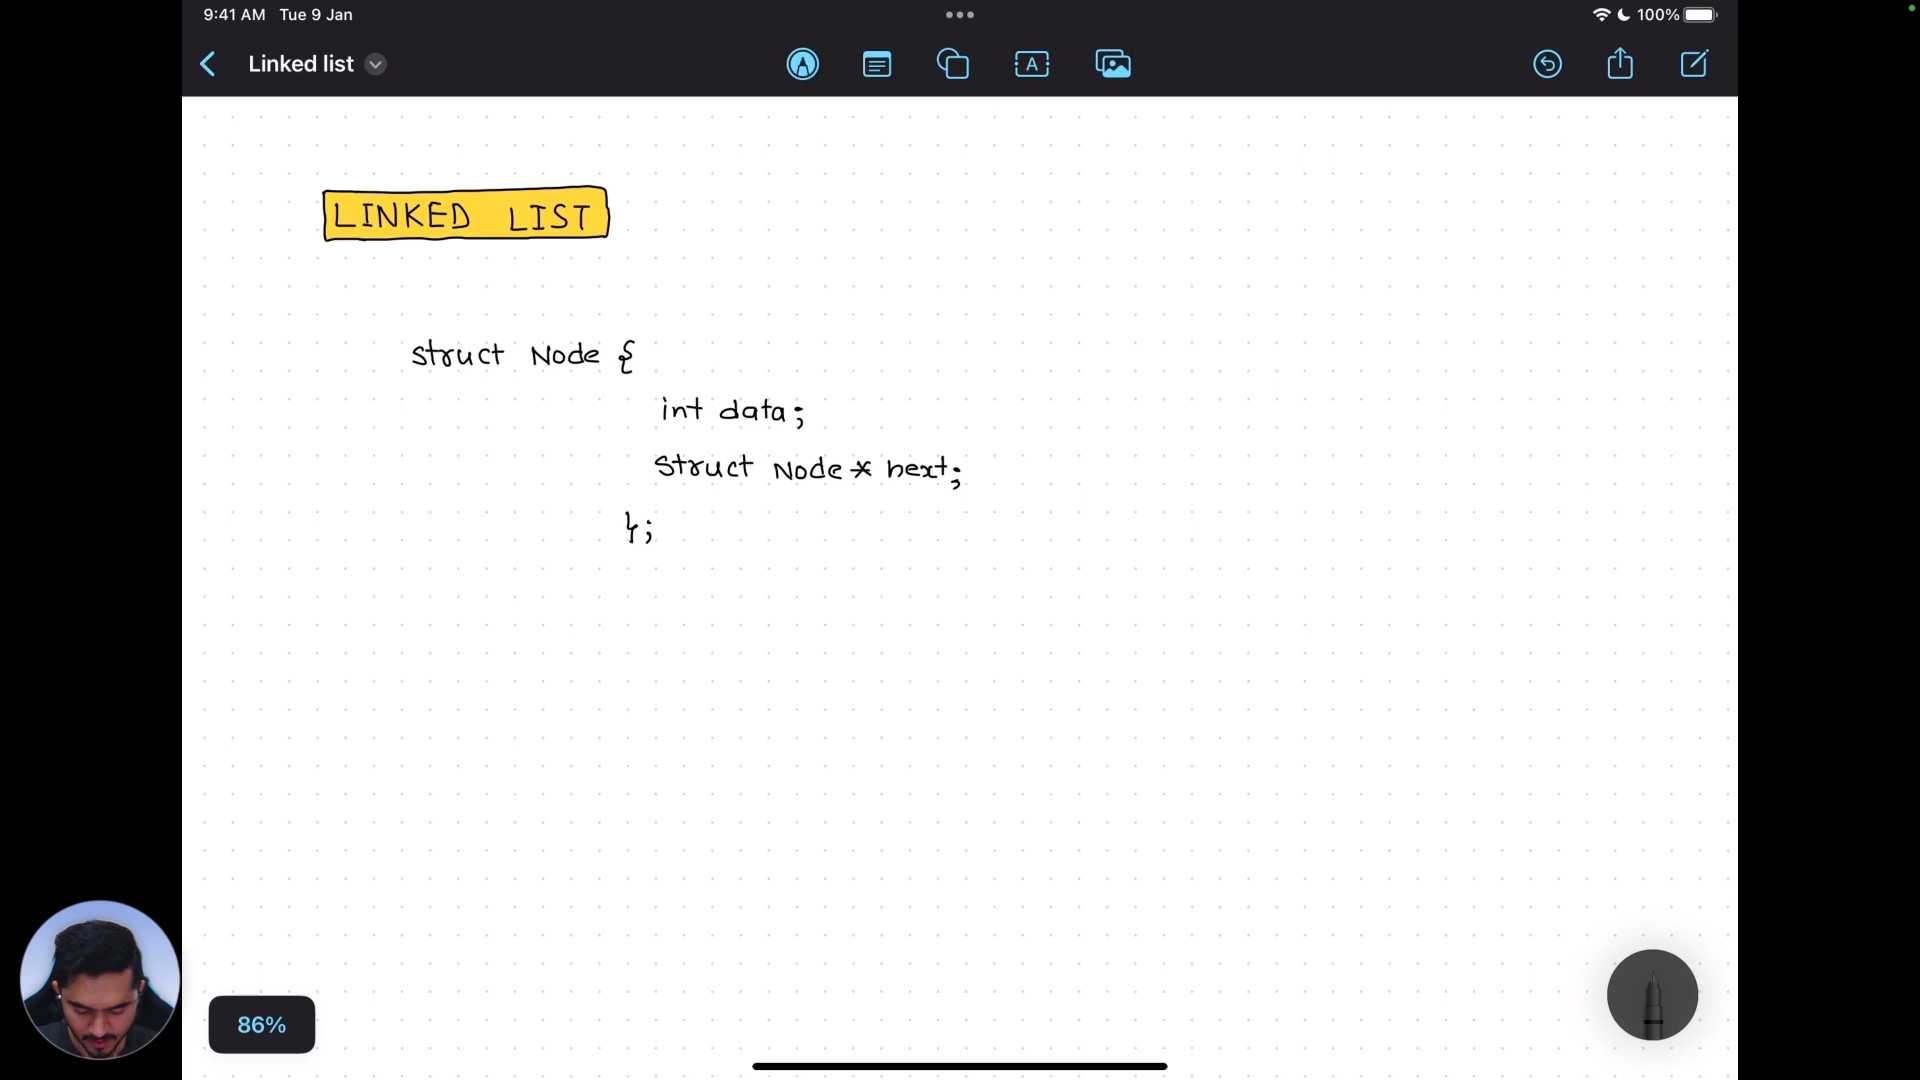 9:41 AM Tue 9 Jan
100%
Linked list
A
LINKED LIST
struct Node {
int data;
struct Node * next;
};
86%